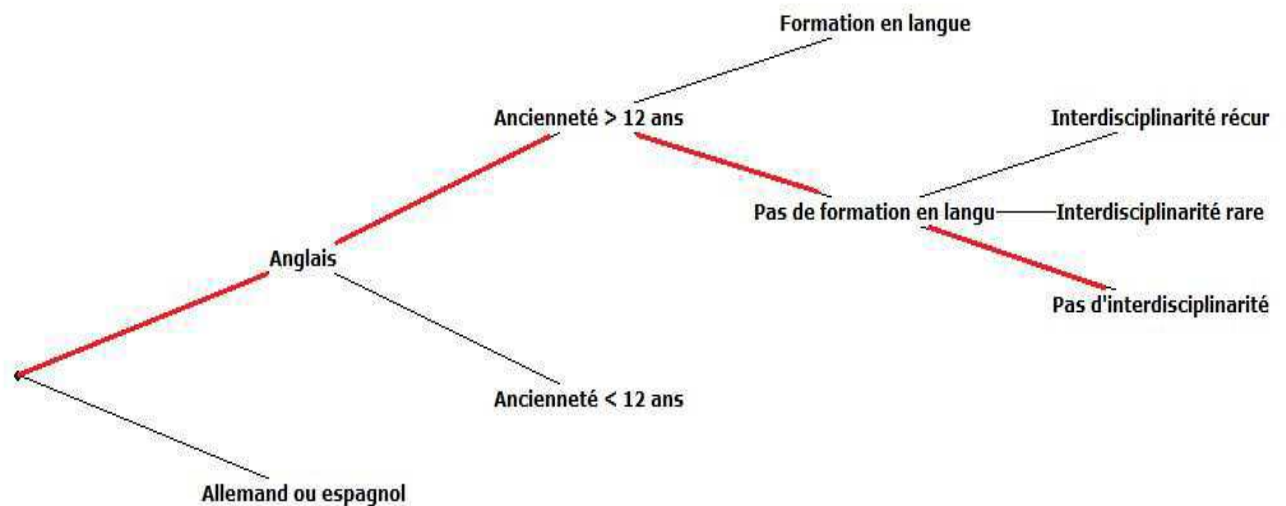 Formation en langue
Ancienneté > 12 ans
Interdisciplinarité récur
Pas de formation en langu
Interdisciplinarité rare
Anglais
Pas d'interdisciplinarité
Ancienneté < 12 ans
Allemand ou espagnol